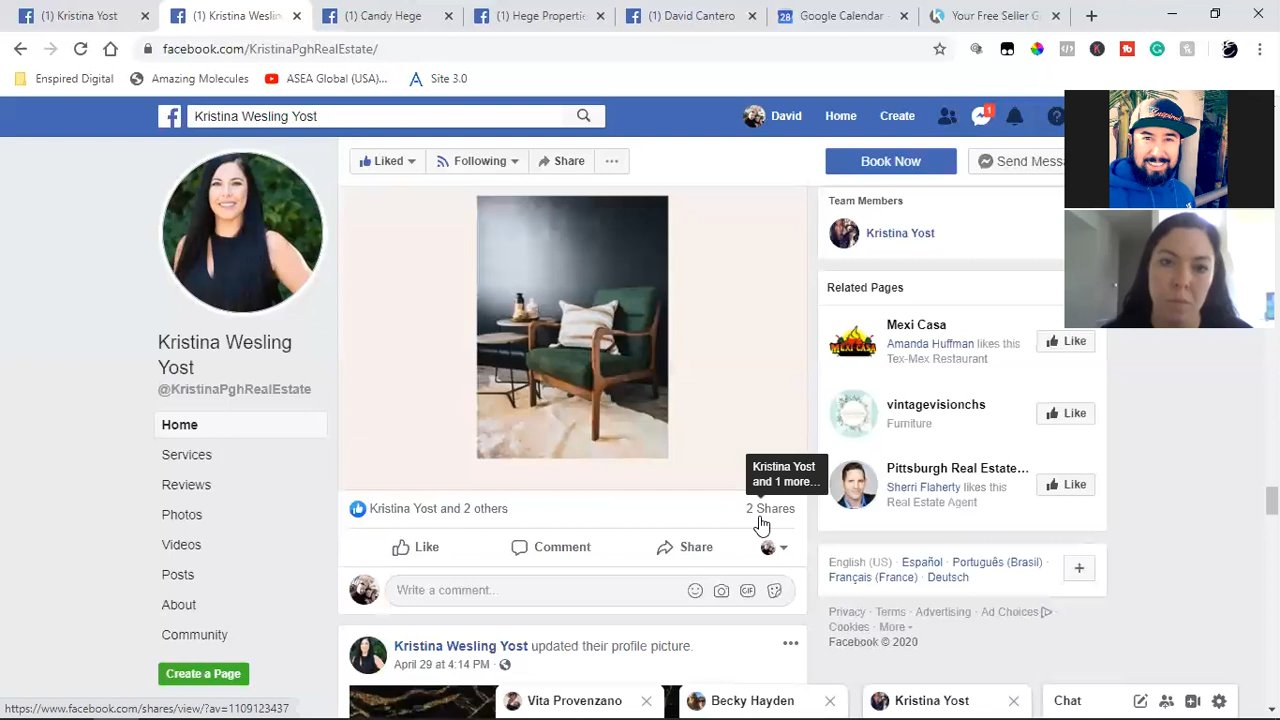 (1) Kristina Yost
(1) Kristina Wesli
(1) Candy Hege
(1) Hege Properti
(1) David Cantero
28
Google Calendar -
Your Free Seller G
facebook.com/KristinaPghRealEstate/
Enspired Digital
Amazing Molecules
ASEA Global (USA)...
Site 3.0
Kristina Wesling Yost
David
Home
Create
1
Liked
Following
Share
Book Now
Send Messa
Kristina Wesling
Yost
@KristinaPghRealEstate
Home
Services
Reviews
Photos
Videos
Posts
About
Community
Create a Page
Kristina Yost
and 1 more...
Kristina Yost and 2 others
2 Shares
Like
Comment
Share
Write a comment...
GIF
Kristina Wesling Yost updated their profile picture.
April 29 at 4:14 PM ·
Team Members
Kristina Yost
Related Pages
MEXI CASA
Mexi Casa
Amanda Huffman likes this
Tex-Mex Restaurant
Like
vintagevisionchs
Furniture
Like
Pittsburgh Real Estate...
Sherri Flaherty likes this
Real Estate Agent
Like
English (US) · Español · Português (Brasil) ·
Français (France) · Deutsch
Privacy · Terms · Advertising · Ad Choices ·
Cookies · More
Facebook © 2020
https://www.facebook.com/shares/view/?av=1109123437
Vita Provenzano
Becky Hayden
Kristina Yost
Chat